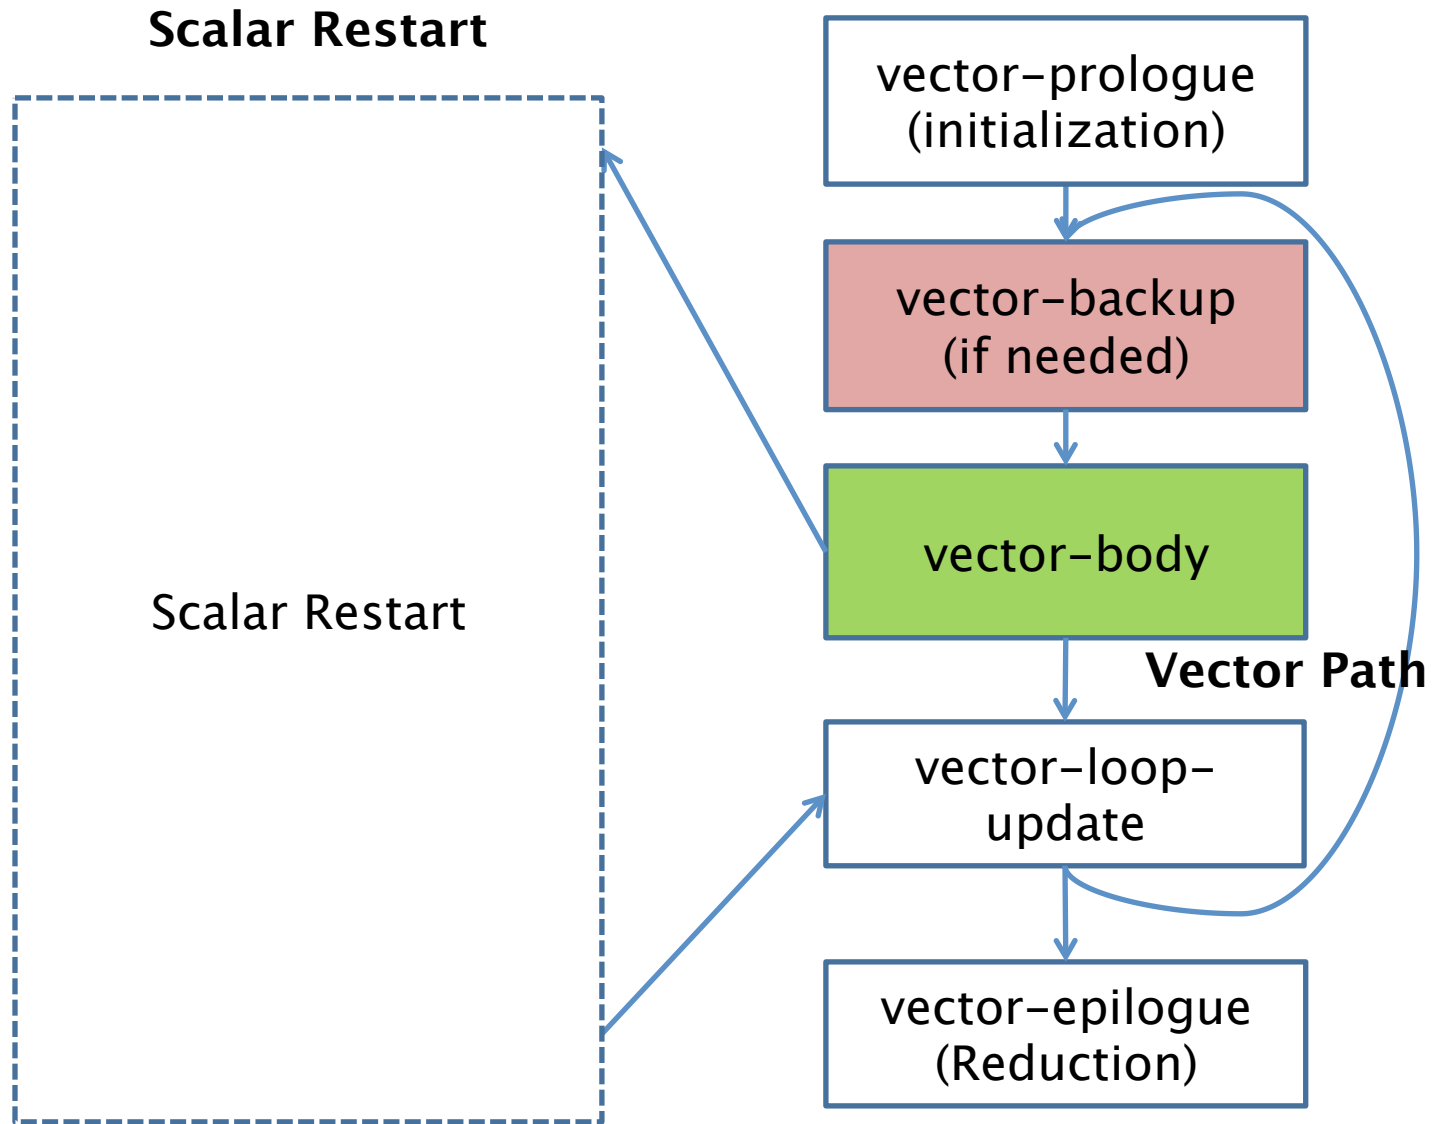 Scalar Restart
Scalar Restart
vector–prologue
(initialization)
vector–backup
(if needed)
vector–body
Vector Path
vector–loop-
update
vector–epilogue
(Reduction)